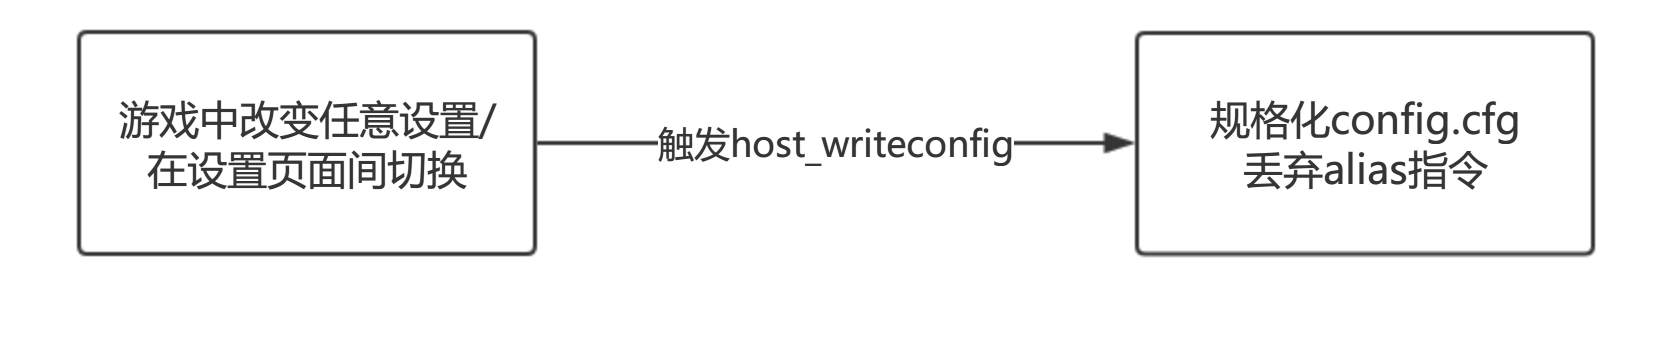 游戏中改变任意设置/
在设置页面间切换
触发host_writeconfig
规格化config.cfg
丢弃alias指令